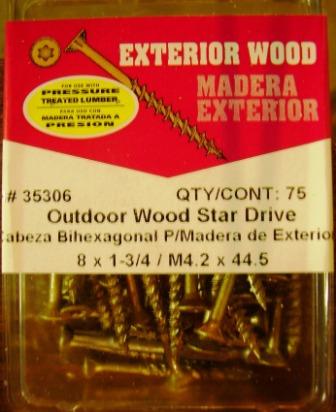 EXTERIOR WOOD
MADERA
EXTERIOR
FOR USE WITH
PRESSURE
TREATED LUMBER
PARA USO CON
MADERA TRATADA A
PRESION
# 35306 QTY/CONT: 75
Outdoor Wood Star Drive
Cabeza Bihexagonal P/Madera de Exterior
8 x 1-3/4 / M4.2 x 44.5